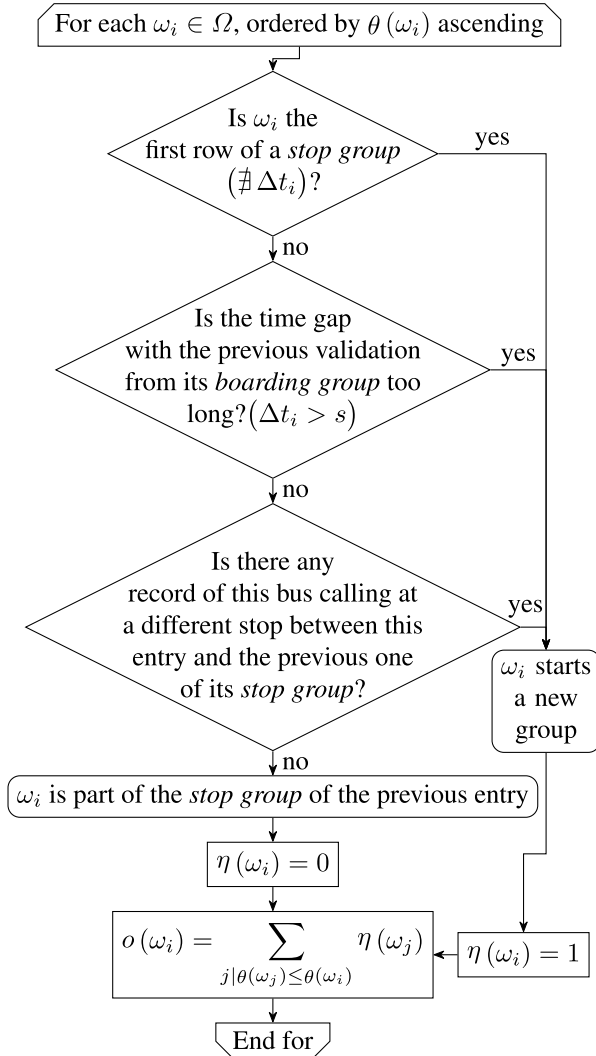 For each ωᵢ ∈ Ω, ordered by θ (ωᵢ) ascending
Is ωᵢ the
first row of a stop group
(∄ Δtᵢ)?
yes
no
Is the time gap
with the previous validation
from its boarding group too
long?(Δtᵢ > s)
yes
no
Is there any
record of this bus calling at
a different stop between this
entry and the previous one
of its stop group?
yes
ωᵢ starts
a new
group
no
ωᵢ is part of the stop group of the previous entry
η (ωᵢ) = 0
o (ωᵢ) = ∑ η (ωⱼ)
j|θ(ωⱼ)≤θ(ωᵢ)
η (ωᵢ) = 1
End for